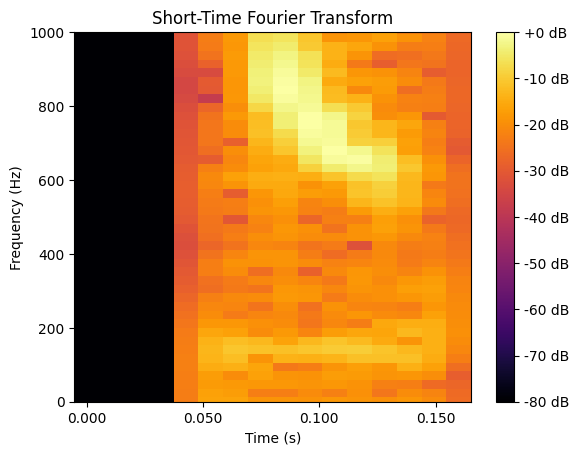 Short-Time Fourier Transform
Frequency (Hz)
1000
800
600
400
200
0
0.000
0.050
0.100
0.150
Time (s)
+0 dB
-10 dB
-20 dB
-30 dB
-40 dB
-50 dB
-60 dB
-70 dB
-80 dB